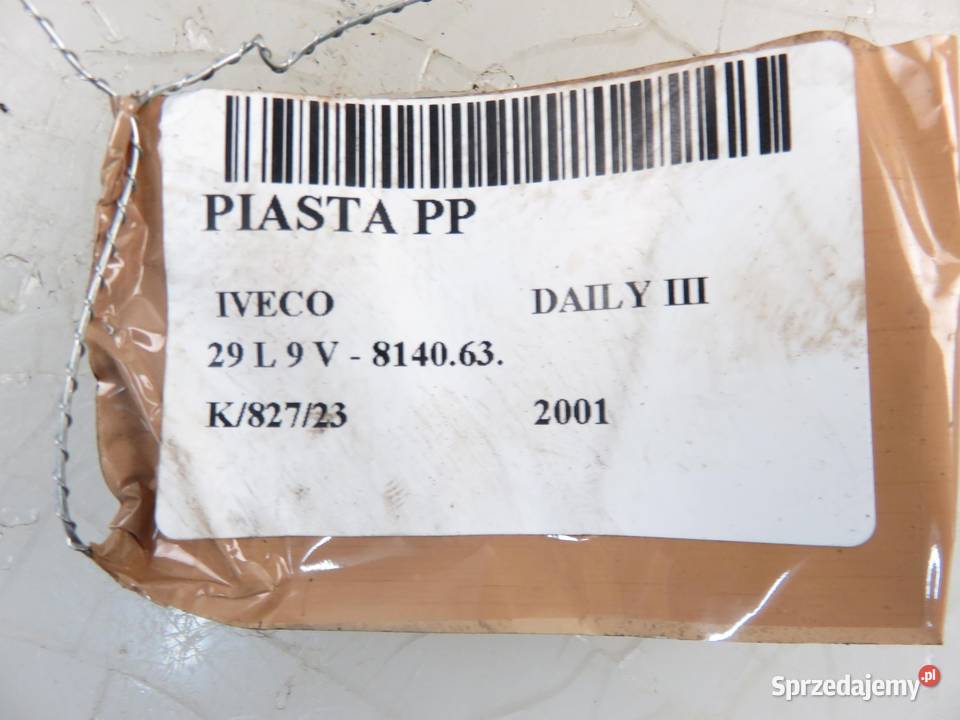 PIASTA PP
IVECO DAILY III
29 L 9 V - 8140.63.
K/827/23 2001
Sprzedajemy.pl